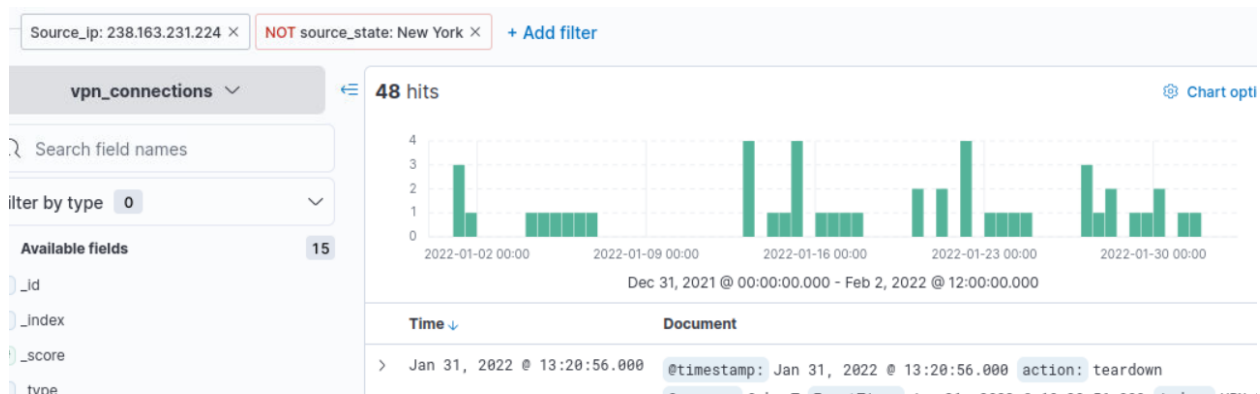 Source_ip: 238.163.231.224 × NOT source_state: New York × + Add filter
vpn_connections
48 hits
Chart opti
Search field names
ilter by type 0
Available fields 15
_id
_index
_score
_type
4
3
2
1
0
2022-01-02 00:00 2022-01-09 00:00 2022-01-16 00:00 2022-01-23 00:00 2022-01-30 00:00
Dec 31, 2021 @ 00:00:00.000 - Feb 2, 2022 @ 12:00:00.000
Time ↓ Document
Jan 31, 2022 @ 13:20:56.000 @timestamp: Jan 31, 2022 @ 13:20:56.000 action: teardown